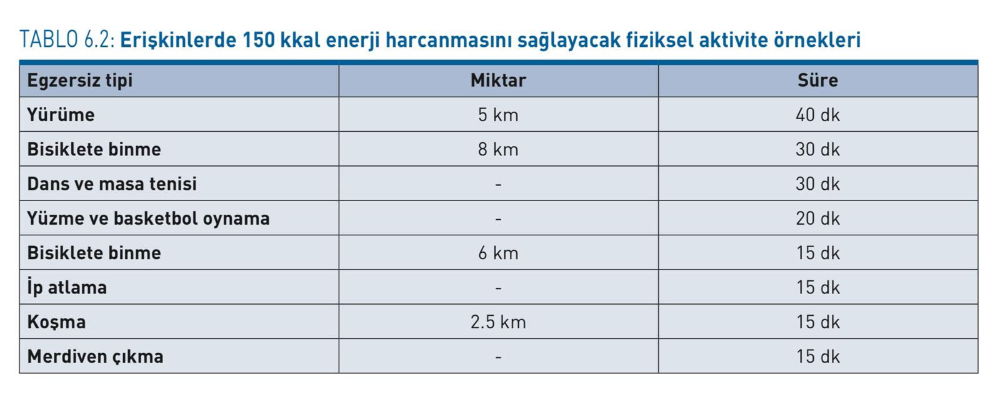 TABLO 6.2: Erişkinlerde 150 kkal enerji harcanmasını sağlayacak fiziksel aktivite örnekleri
Egzersiz tipi Miktar Süre
Yürüme 5 km 40 dk
Bisiklete binme 8 km 30 dk
Dans ve masa tenisi - 30 dk
Yüzme ve basketbol oynama - 20 dk
Bisiklete binme 6 km 15 dk
İp atlama - 15 dk
Koşma 2.5 km 15 dk
Merdiven çıkma - 15 dk